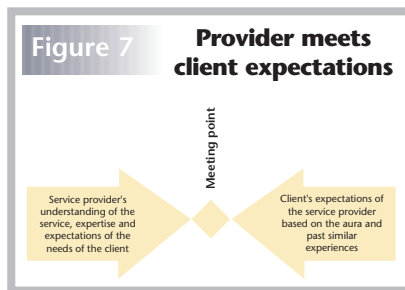 Figure 7
Provider meets
client expectations
Meeting point
Service provider's
understanding of the
service, expertise and
expectations of the
needs of the client
Client's expectations of
the service provider
based on the aura and
past similar
experiences